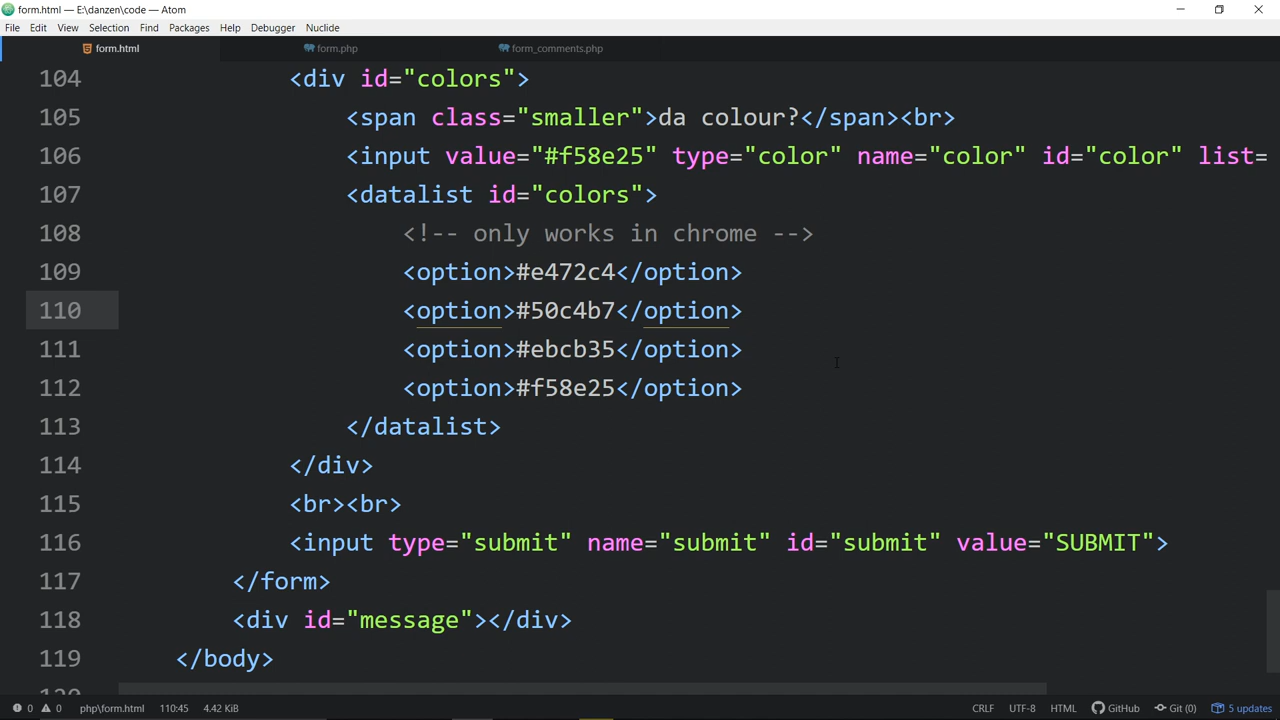 form.html — E:\danzen\code — Atom
File Edit View Selection Find Packages Help Debugger Nuclide
form.html form.php form_comments.php
104 <div id="colors">
105 <span class="smaller">da colour?</span><br>
106 <input value="#f58e25" type="color" name="color" id="color" list=
107 <datalist id="colors">
108 <!-- only works in chrome -->
109 <option>#e472c4</option>
110 <option>#50c4b7</option>
111 <option>#ebcb35</option>
112 <option>#f58e25</option>
113 </datalist>
114 </div>
115 <br><br>
116 <input type="submit" name="submit" id="submit" value="SUBMIT">
117 </form>
118 <div id="message"></div>
119 </body>
0 0 php\form.html 110:45 4.42 KiB CRLF UTF-8 HTML GitHub Git (0) 5 updates